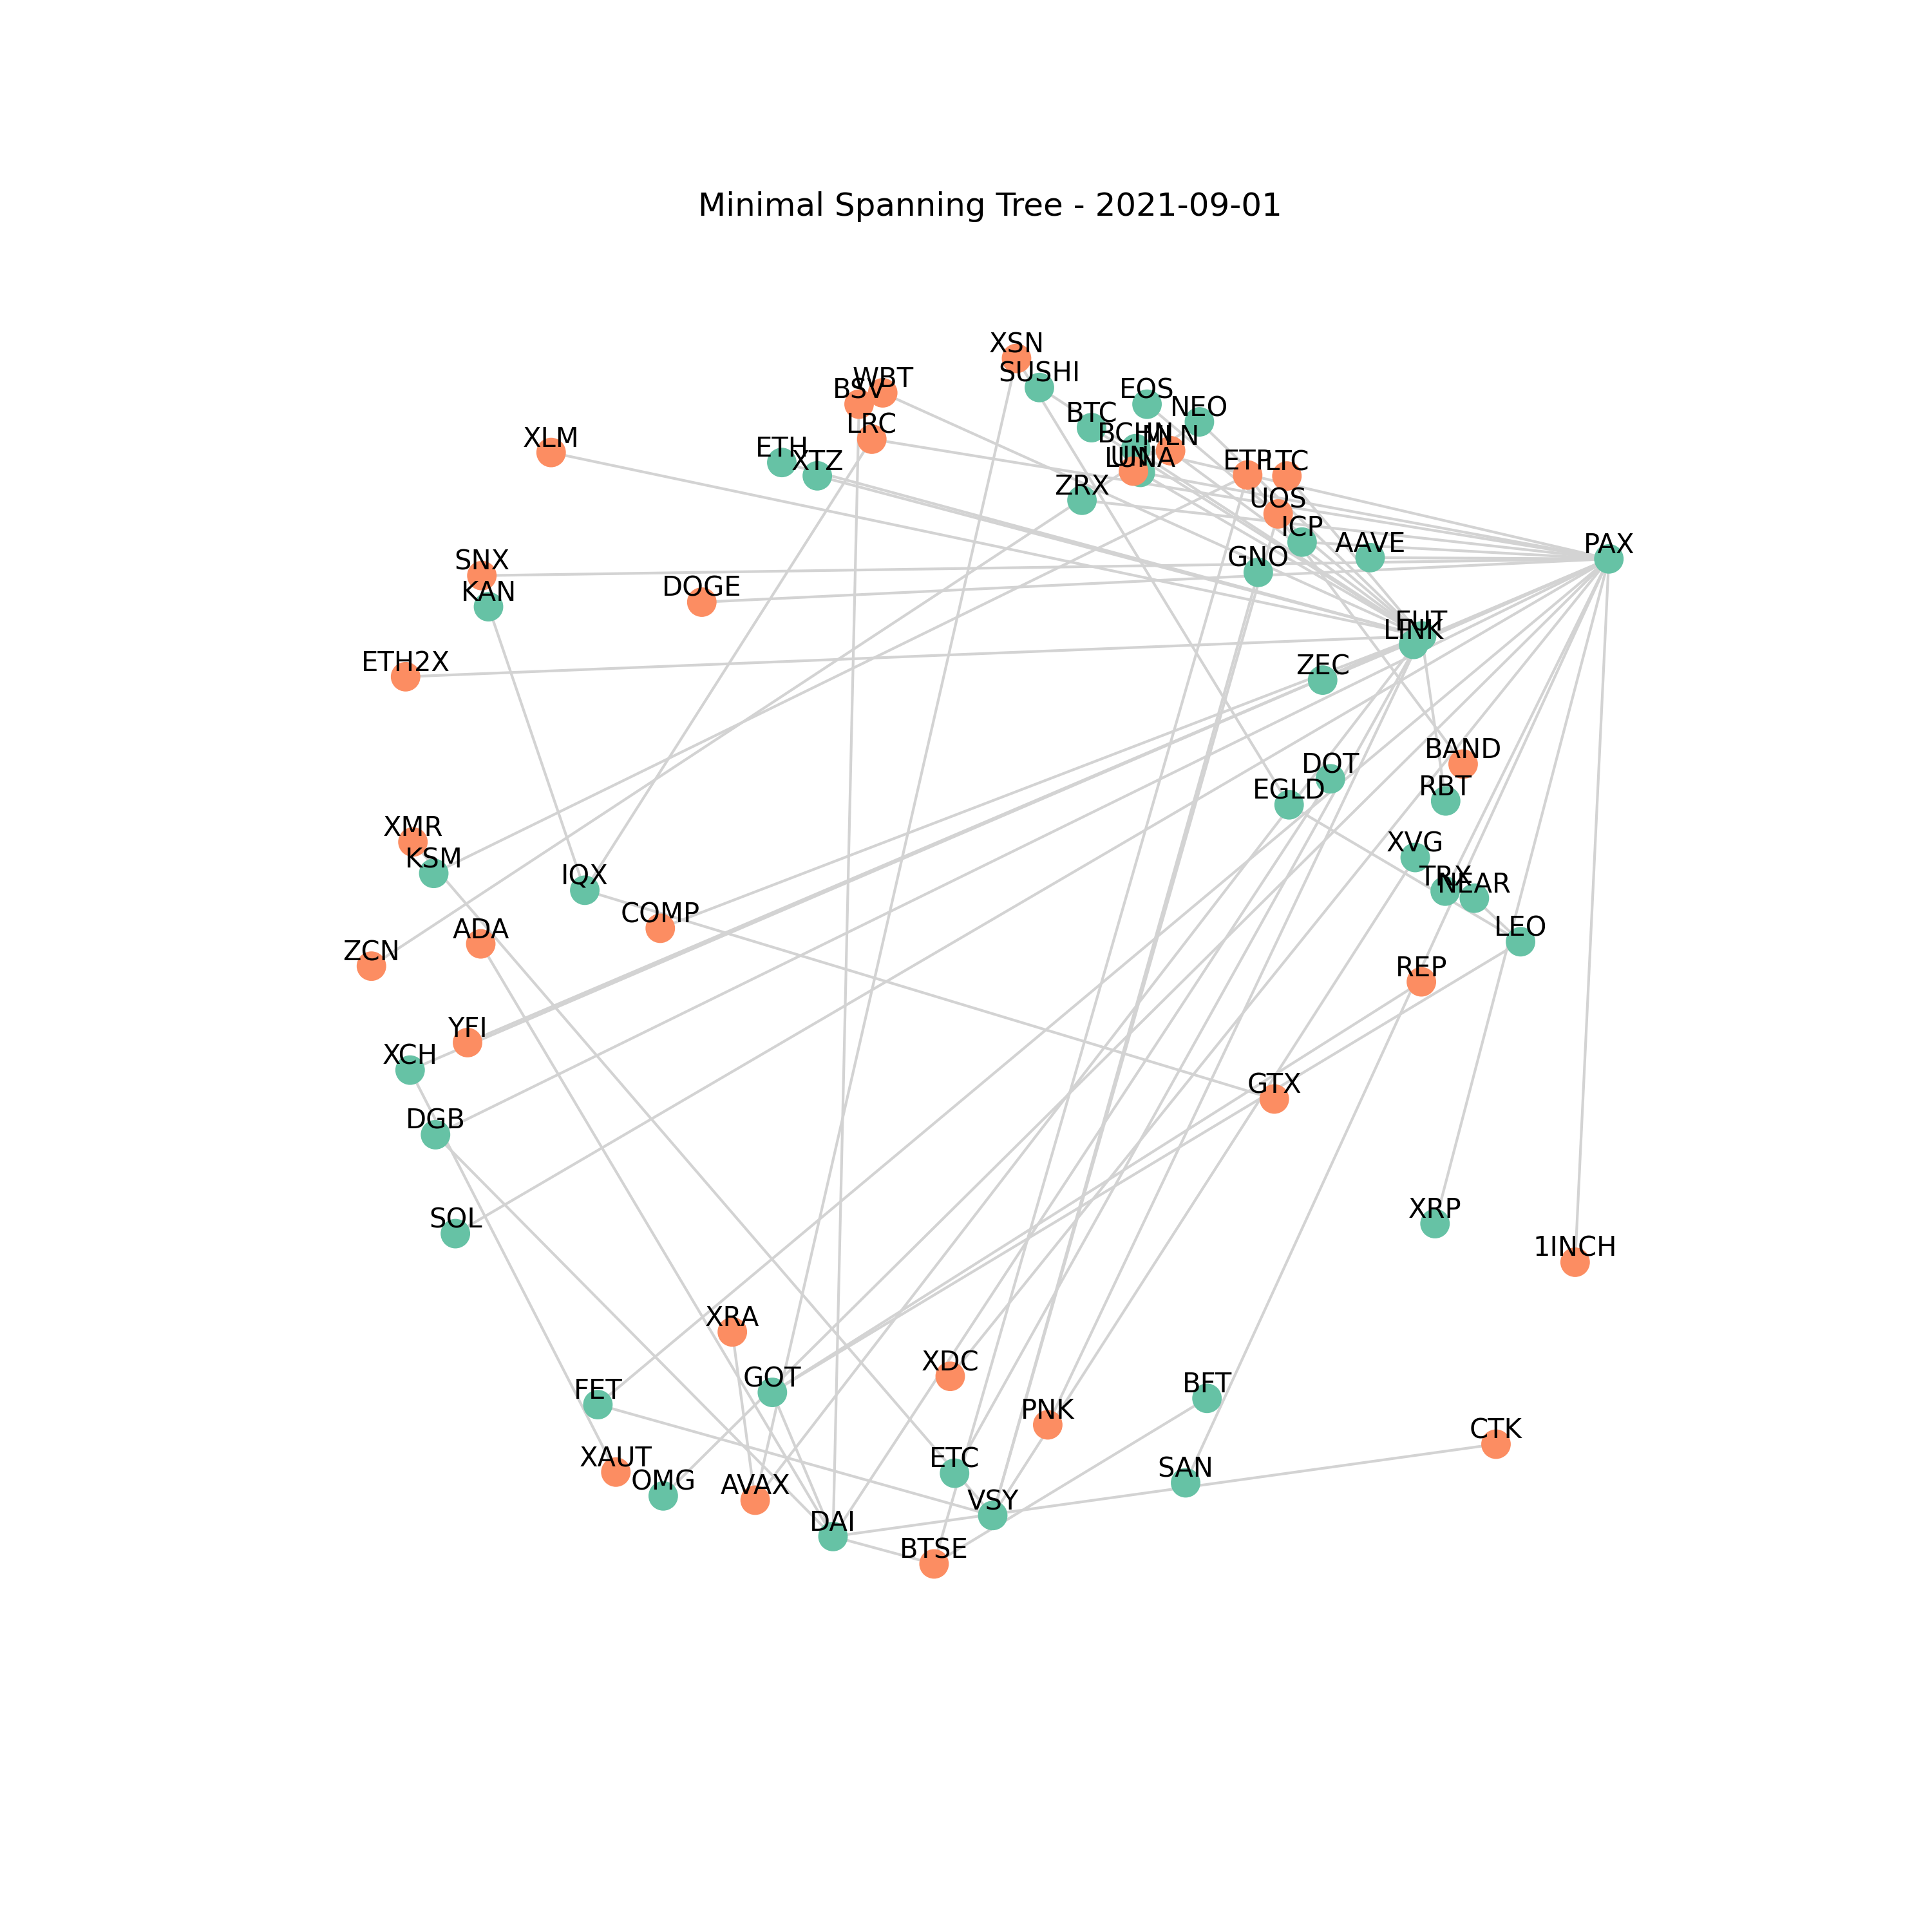 Minimal Spanning Tree - 2021-09-01
XSN
SUSHI
WBT
BSV
EOS
NEO
BTC
LRC
XLM
ETH
XTZ
MLN
LUNA
ETP
LTC
ZRX
UOS
ICP
AAVE
PAX
GNO
SNX
KAN
DOGE
LINK
ETH2X
ZEC
BAND
DOT
RBT
EGLD
XMR
KSM
XVG
IQX
TRX
NEAR
COMP
LEO
ADA
ZCN
REP
YFI
XCH
GTX
DGB
XRP
SOL
1INCH
XRA
XDC
GOT
BFT
FET
PNK
CTK
XAUT
ETC
SAN
OMG
AVAX
VSY
DAI
BTSE